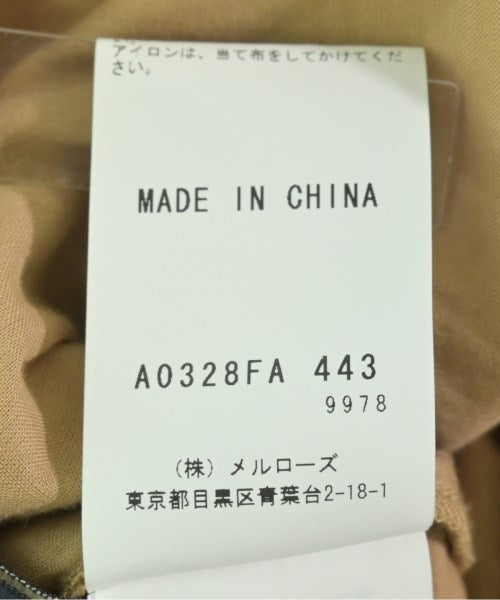 アイロンは、当て布をしてかけてくだ
さい。
MADE IN CHINA
A0328FA 443
9978
(株) メルローズ
東京都目黒区青葉台2-18-1